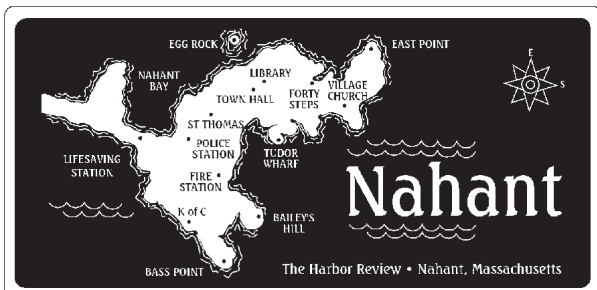 EGG ROCK
EAST POINT
E
S
NAHANT
BAY
LIBRARY
TOWN HALL
FORTY
STEPS
VILLAGE
CHURCH
ST THOMAS
POLICE
STATION
TUDOR
WHARF
LIFESAVING
STATION
FIRE
STATION
K of C
BAILEY'S
HILL
BASS POINT
Nahant
The Harbor Review • Nahant, Massachusetts